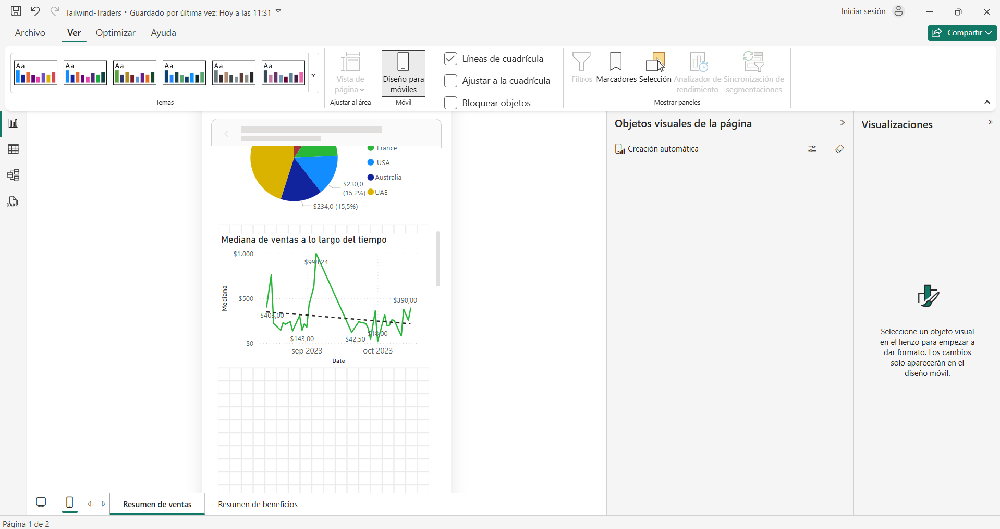 Tailwind-Traders • Guardado por última vez: Hoy a las 11:31
Iniciar sesión
Archivo
Ver
Optimizar
Ayuda
Compartir
Aa
Aa
Aa
Aa
Aa
Aa
Temas
Vista de
página
Ajustar al área
Diseño para
móviles
Móvil
Líneas de cuadrícula
Ajustar a la cuadrícula
Bloquear objetos
Filtros
Marcadores
Selección
Analizador de
rendimiento
Sincronización de
segmentaciones
Mostrar paneles
France
USA
Australia
UAE
$230,0
(15,2%)
$234,0 (15,5%)
Mediana de ventas a lo largo del tiempo
Mediana
$1.000
$500
$0
$998,24
$403,00
$143,00
$42,50
$18,00
$390,00
sep 2023
oct 2023
Date
Objetos visuales de la página
Creación automática
Visualizaciones
Seleccione un objeto visual
en el lienzo para empezar a
dar formato. Los cambios
solo aparecerán en el
diseño móvil.
DAX
Resumen de ventas
Resumen de beneficios
Página 1 de 2